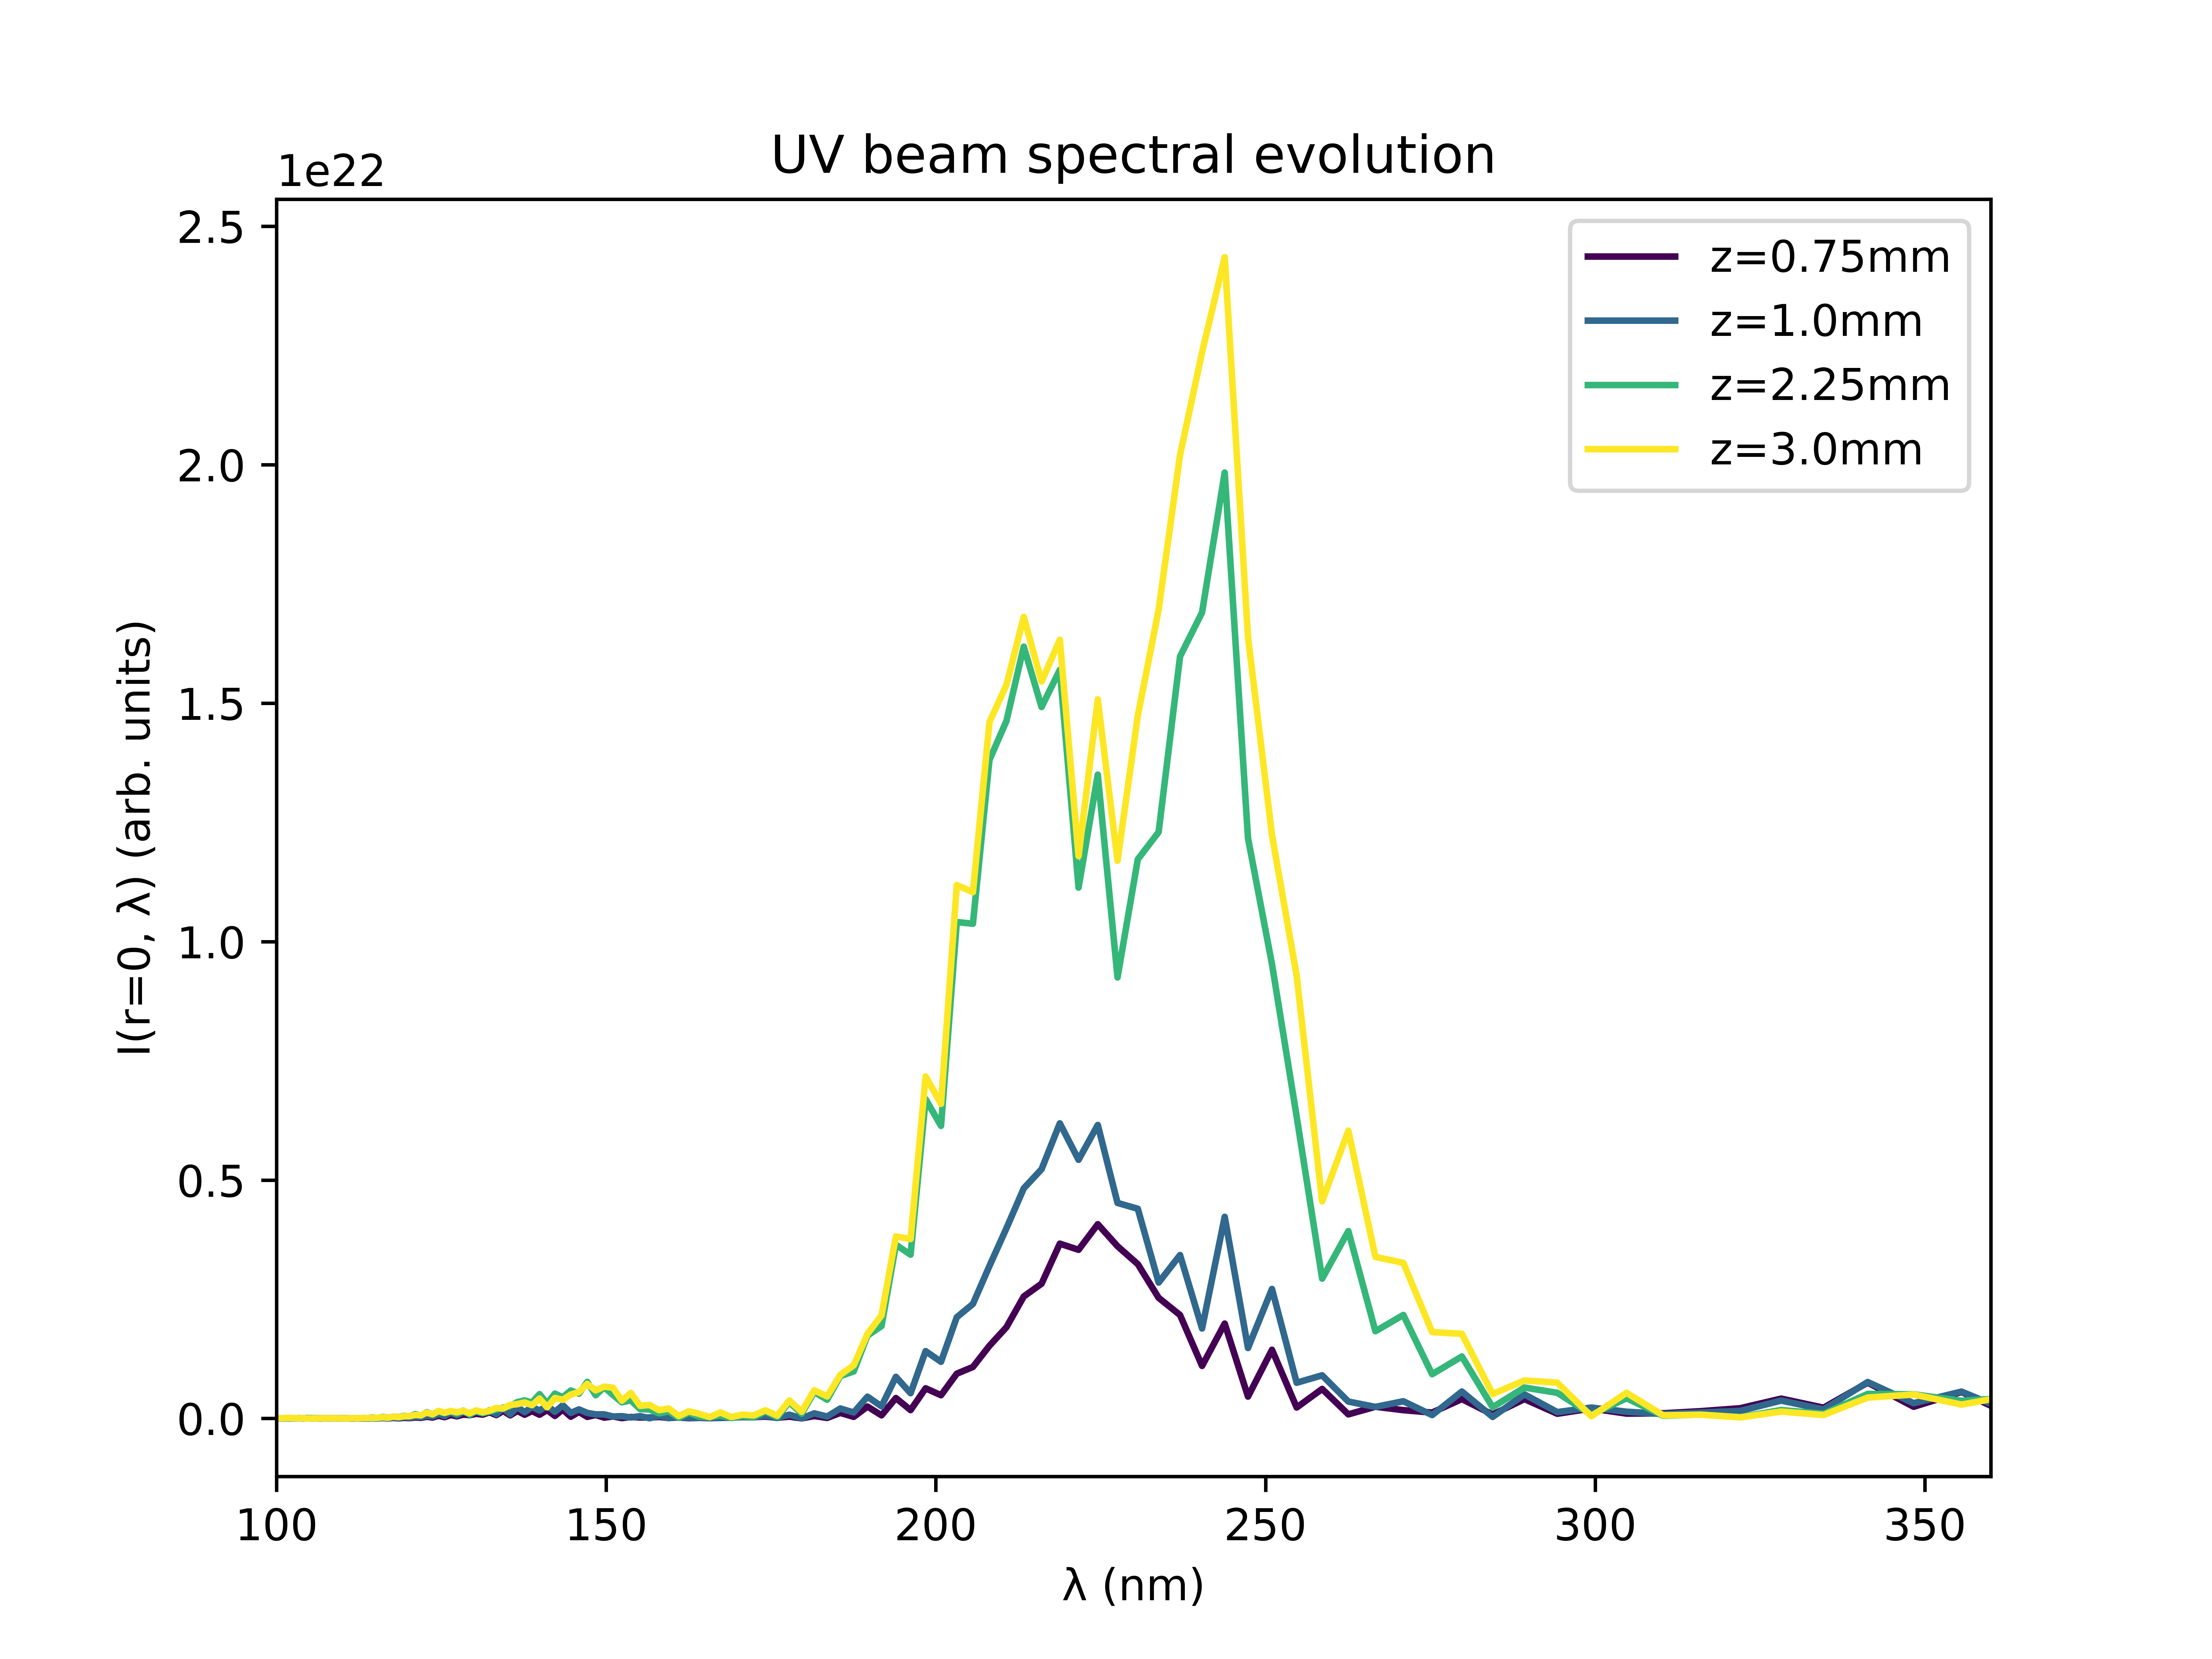 UV beam spectral evolution
1e22
2.5
2.0
1.5
1.0
0.5
0.0
I(r=0, λ) (arb. units)
z=0.75mm
z=1.0mm
z=2.25mm
z=3.0mm
100 150 200 250 300 350
λ (nm)